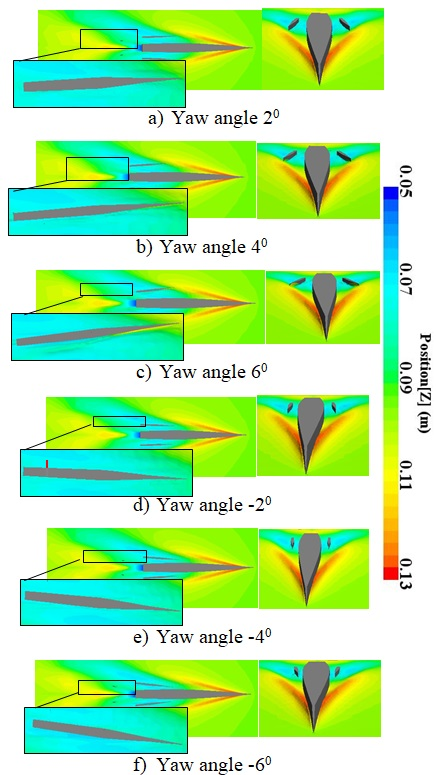 a) Yaw angle 2⁰
b) Yaw angle 4⁰
c) Yaw angle 6⁰
d) Yaw angle -2⁰
e) Yaw angle -4⁰
f) Yaw angle -6⁰
0.05
0.07
0.09
0.11
0.13
Position[Z] (m)